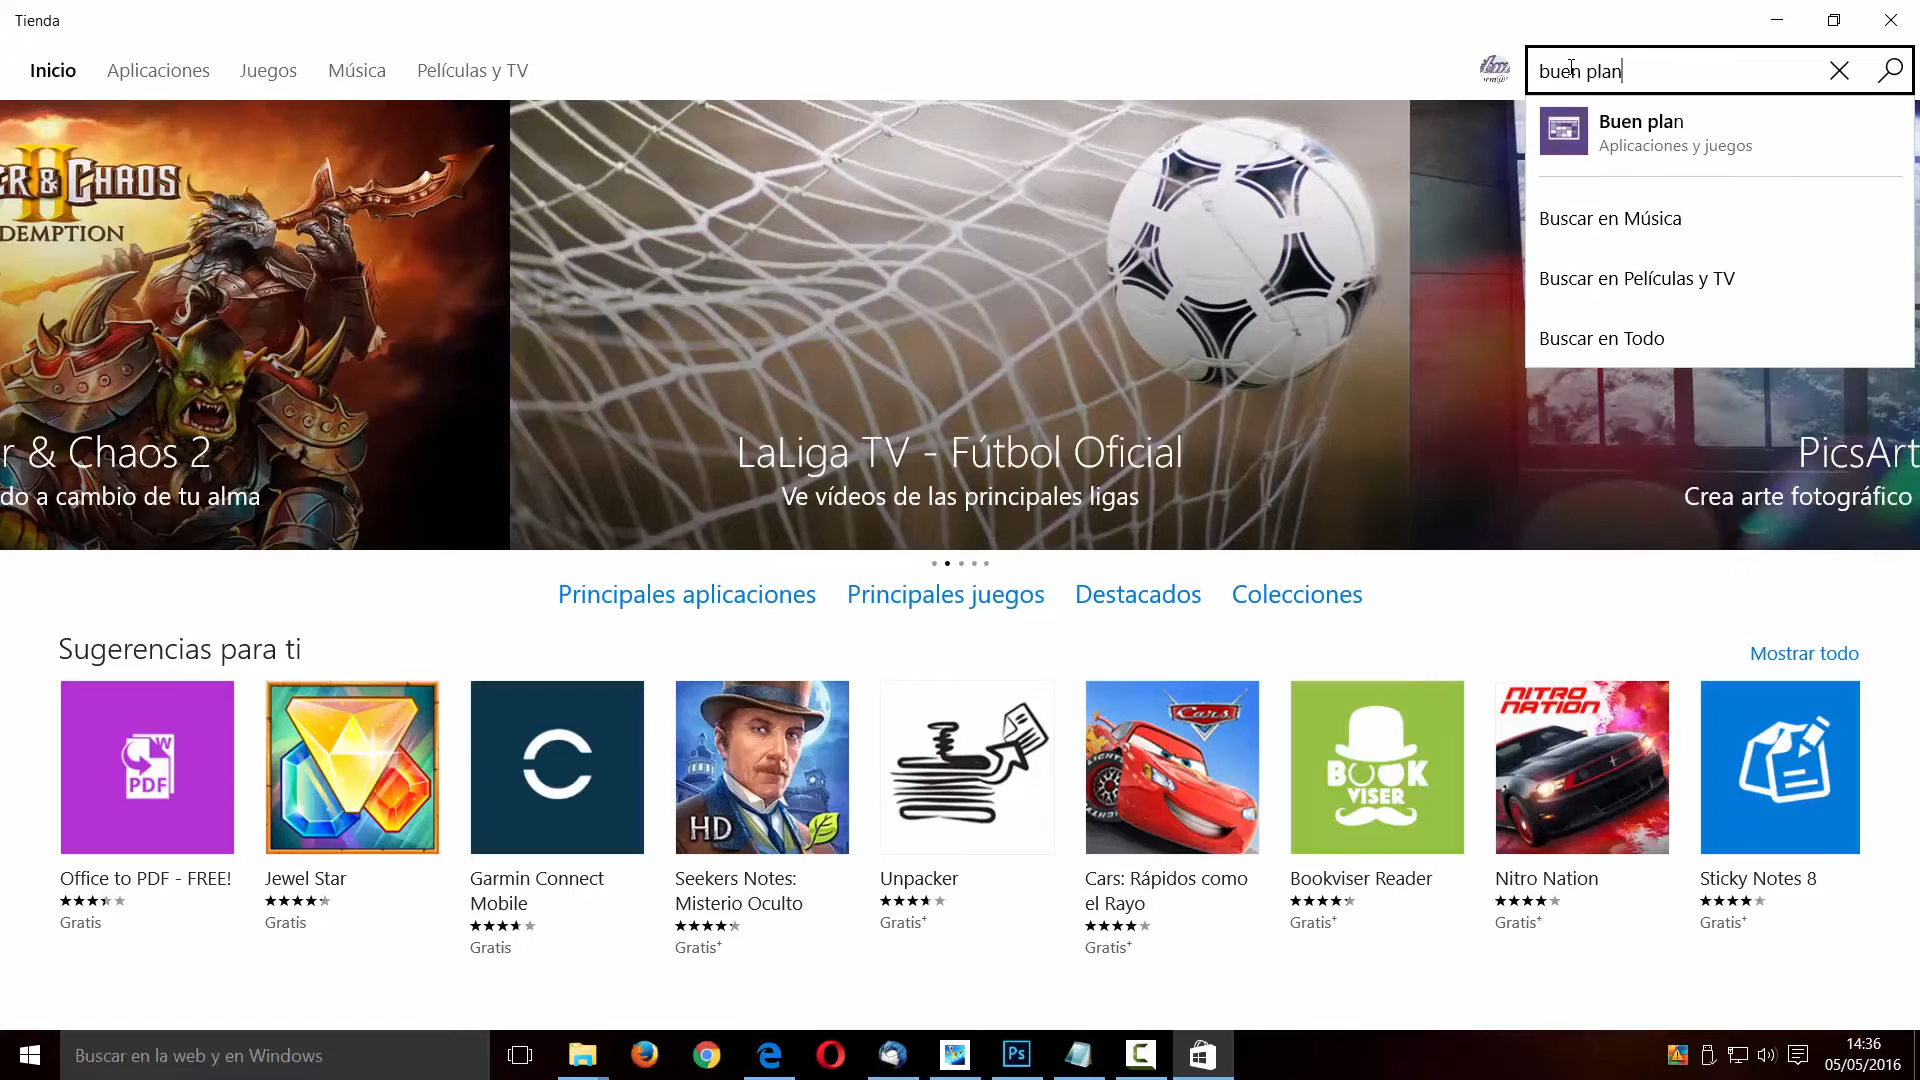 Tienda
Inicio Aplicaciones Juegos Música Películas y TV
buen plan
Buen plan
Aplicaciones y juegos
Buscar en Música
Buscar en Películas y TV
Buscar en Todo
R & CHAOS
II
DEMPTION
r & Chaos 2
do a cambio de tu alma
LaLiga TV - Fútbol Oficial
Ve vídeos de las principales ligas
PicsArt
Crea arte fotográfico
Principales aplicaciones Principales juegos Destacados Colecciones
Sugerencias para ti
Mostrar todo
W
PDF
HD
Cars
BOOK
VISER
NITRO
NATION
Office to PDF - FREE!
Gratis
Jewel Star
Gratis
Garmin Connect
Mobile
Gratis
Seekers Notes:
Misterio Oculto
Gratis⁺
Unpacker
Gratis⁺
Cars: Rápidos como
el Rayo
Gratis⁺
Bookviser Reader
Gratis⁺
Nitro Nation
Gratis⁺
Sticky Notes 8
Gratis⁺
Buscar en la web y en Windows
Ps
C
14:36
05/05/2016